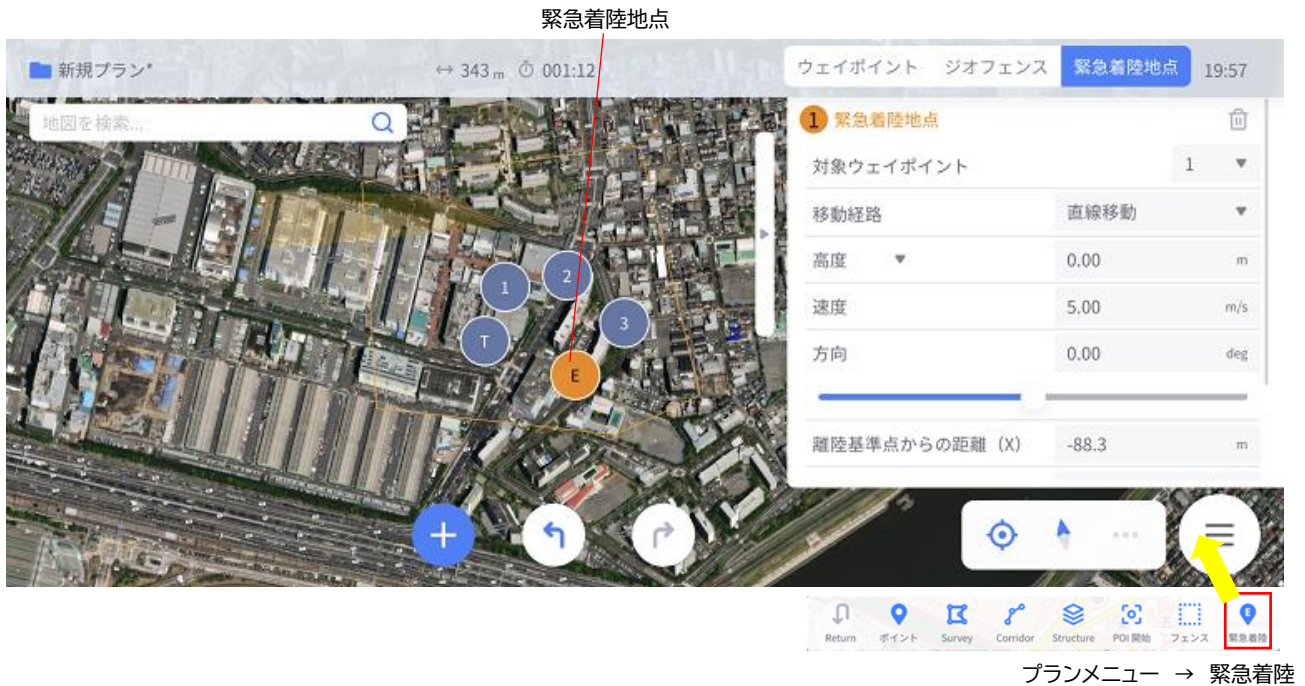 緊急着陸地点
新規プラン*
↔ 343 m ⏱ 001:12
ウェイポイント ジオフェンス 緊急着陸地点 19:57
地図を検索...
1 緊急着陸地点
対象ウェイポイント 1 ▼
移動経路 直線移動 ▼
高度 ▼ 0.00 m
速度 5.00 m/s
方向 0.00 deg
離陸基準点からの距離（X） -88.3 m
1
2
3
T
E
Return ポイント Survey Corridor Structure POI 開始 フェンス 緊急着陸
プランメニュー → 緊急着陸